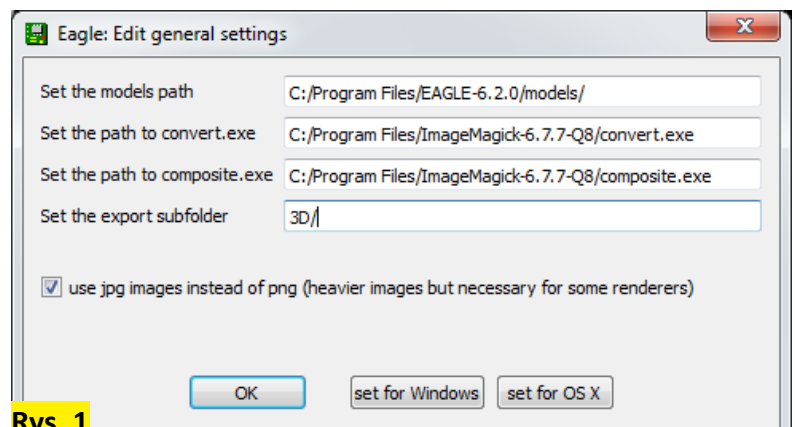 Eagle: Edit general settings
Set the models path C:/Program Files/EAGLE-6.2.0/models/
Set the path to convert.exe C:/Program Files/ImageMagick-6.7.7-Q8/convert.exe
Set the path to composite.exe C:/Program Files/ImageMagick-6.7.7-Q8/composite.exe
Set the export subfolder 3D/
use jpg images instead of png (heavier images but necessary for some renderers)
OK set for Windows set for OS X
Rys. 1